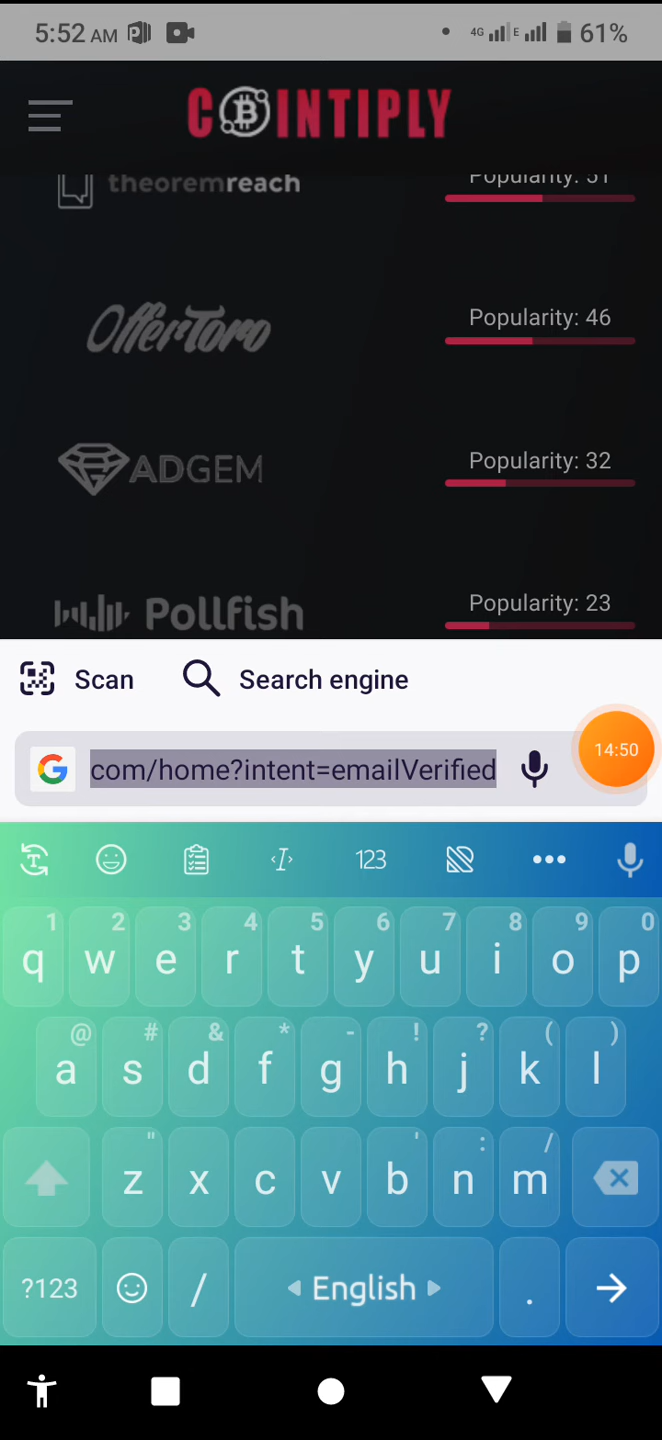 5:52 AM
4G E 61%
COINTIPLY
theoremreach
Popularity: 51
OfferToro
Popularity: 46
ADGEM
Popularity: 32
Pollfish
Popularity: 23
Scan
Search engine
com/home?intent=emailVerified
14:50
123
1 2 3 4 5 6 7 8 9 0
q w e r t y u i o p
@ # & * - ! ? ( )
a s d f g h j k l
" ' : /
z x c v b n m
?123 / English .